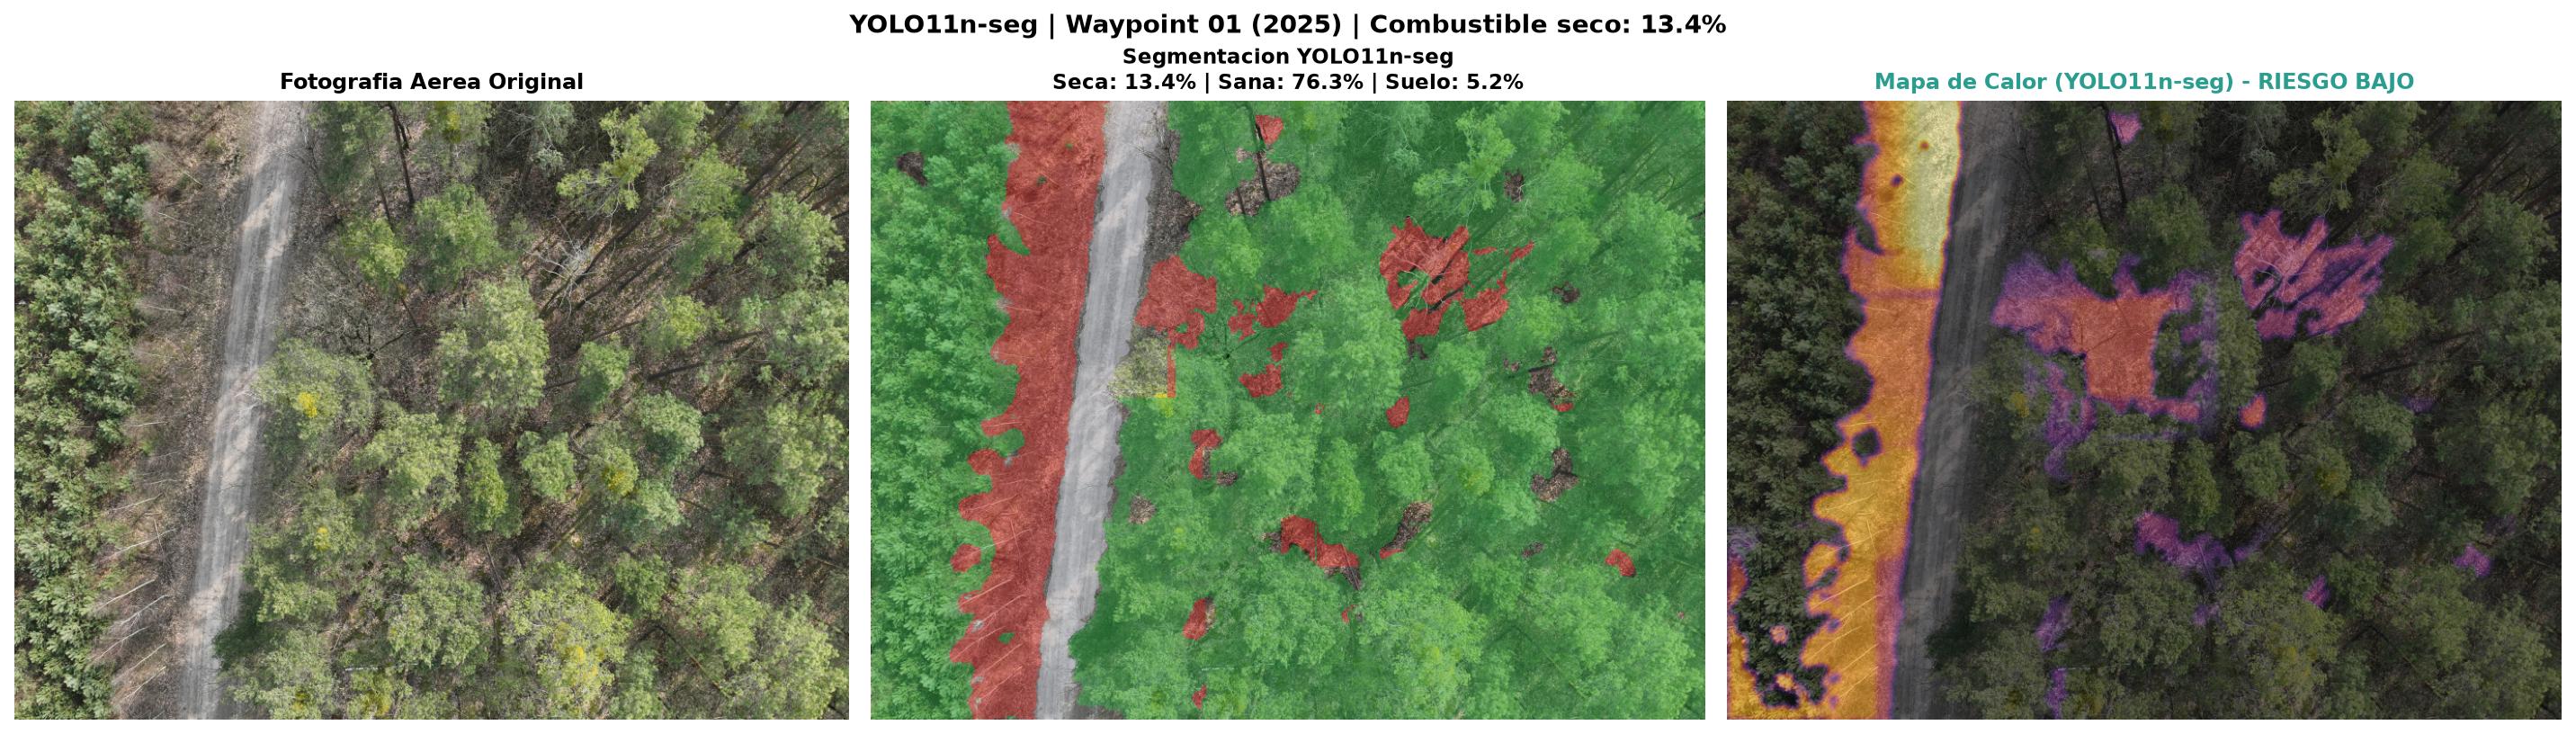 YOLO11n-seg | Waypoint 01 (2025) | Combustible seco: 13.4%
Fotografia Aerea Original
Segmentacion YOLO11n-seg
Seca: 13.4% | Sana: 76.3% | Suelo: 5.2%
Mapa de Calor (YOLO11n-seg) - RIESGO BAJO